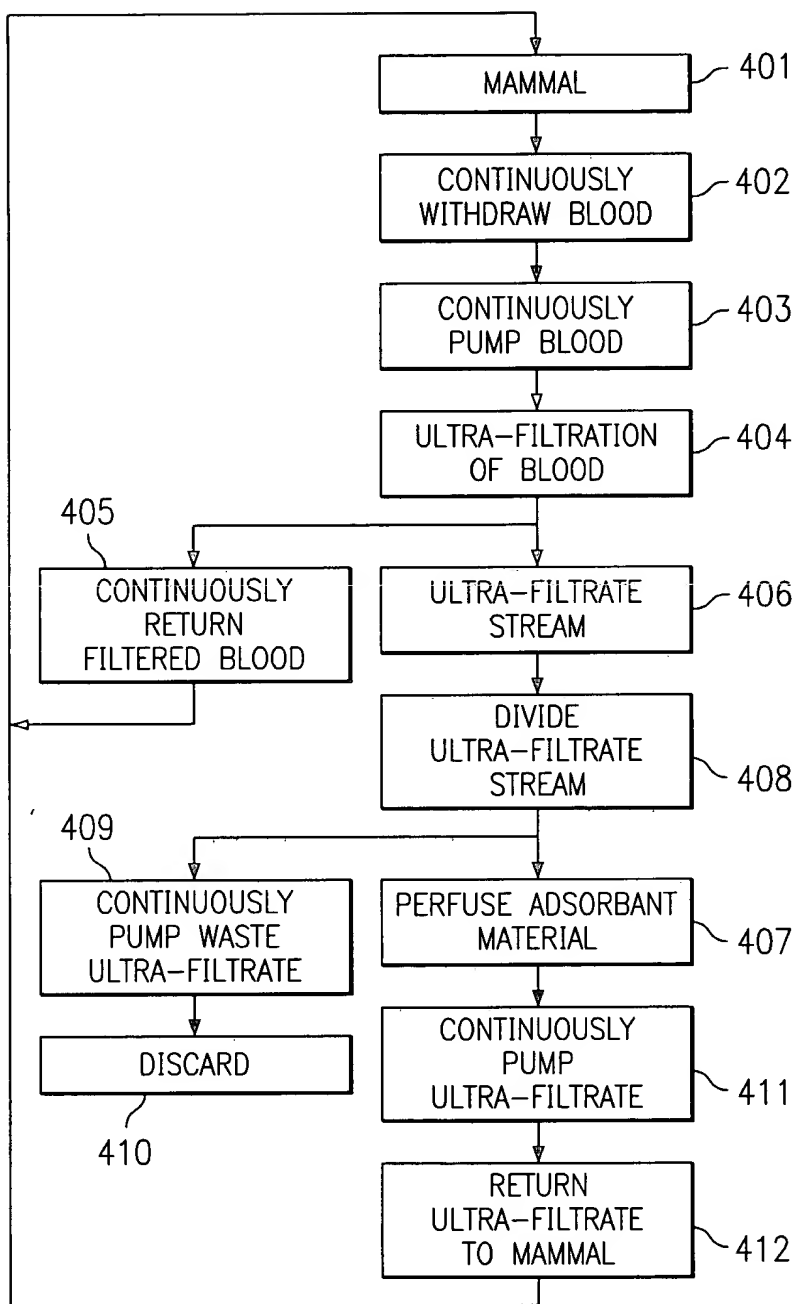 MAMMAL
401
CONTINUOUSLY
WITHDRAW BLOOD
402
CONTINUOUSLY
PUMP BLOOD
403
ULTRA-FILTRATION
OF BLOOD
404
405
CONTINUOUSLY
RETURN
FILTERED BLOOD
ULTRA-FILTRATE
STREAM
406
DIVIDE
ULTRA-FILTRATE
STREAM
408
409
CONTINUOUSLY
PUMP WASTE
ULTRA-FILTRATE
PERFUSE ADSORBANT
MATERIAL
407
DISCARD
410
CONTINUOUSLY
PUMP
ULTRA-FILTRATE
411
RETURN
ULTRA-FILTRATE
TO MAMMAL
412